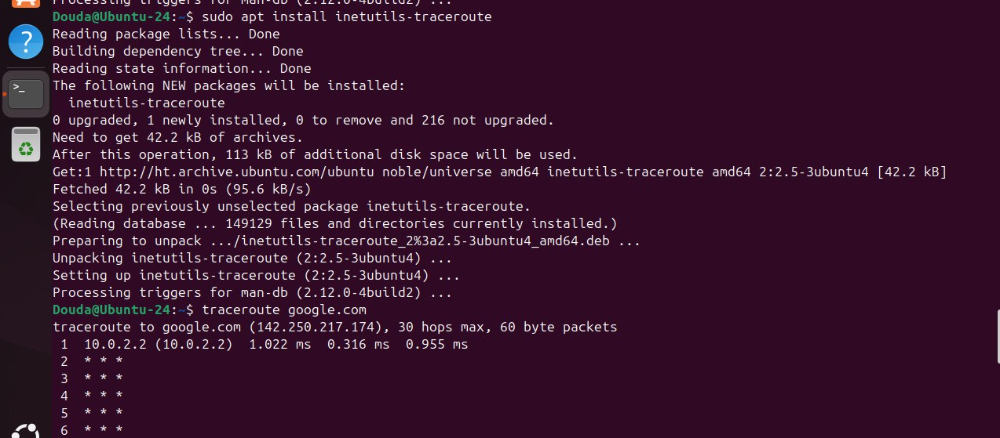 Processing triggers for man-db (2.12.0-4build2) ...
Douda@Ubuntu-24:~$ sudo apt install inetutils-traceroute
Reading package lists... Done
Building dependency tree... Done
Reading state information... Done
The following NEW packages will be installed:
  inetutils-traceroute
0 upgraded, 1 newly installed, 0 to remove and 216 not upgraded.
Need to get 42.2 kB of archives.
After this operation, 113 kB of additional disk space will be used.
Get:1 http://ht.archive.ubuntu.com/ubuntu noble/universe amd64 inetutils-traceroute amd64 2:2.5-3ubuntu4 [42.2 kB]
Fetched 42.2 kB in 0s (95.6 kB/s)
Selecting previously unselected package inetutils-traceroute.
(Reading database ... 149129 files and directories currently installed.)
Preparing to unpack .../inetutils-traceroute_2%3a2.5-3ubuntu4_amd64.deb ...
Unpacking inetutils-traceroute (2:2.5-3ubuntu4) ...
Setting up inetutils-traceroute (2:2.5-3ubuntu4) ...
Processing triggers for man-db (2.12.0-4build2) ...
Douda@Ubuntu-24:~$ traceroute google.com
traceroute to google.com (142.250.217.174), 30 hops max, 60 byte packets
 1  10.0.2.2 (10.0.2.2)  1.022 ms  0.316 ms  0.955 ms
 2  * * *
 3  * * *
 4  * * *
 5  * * *
 6  * * *